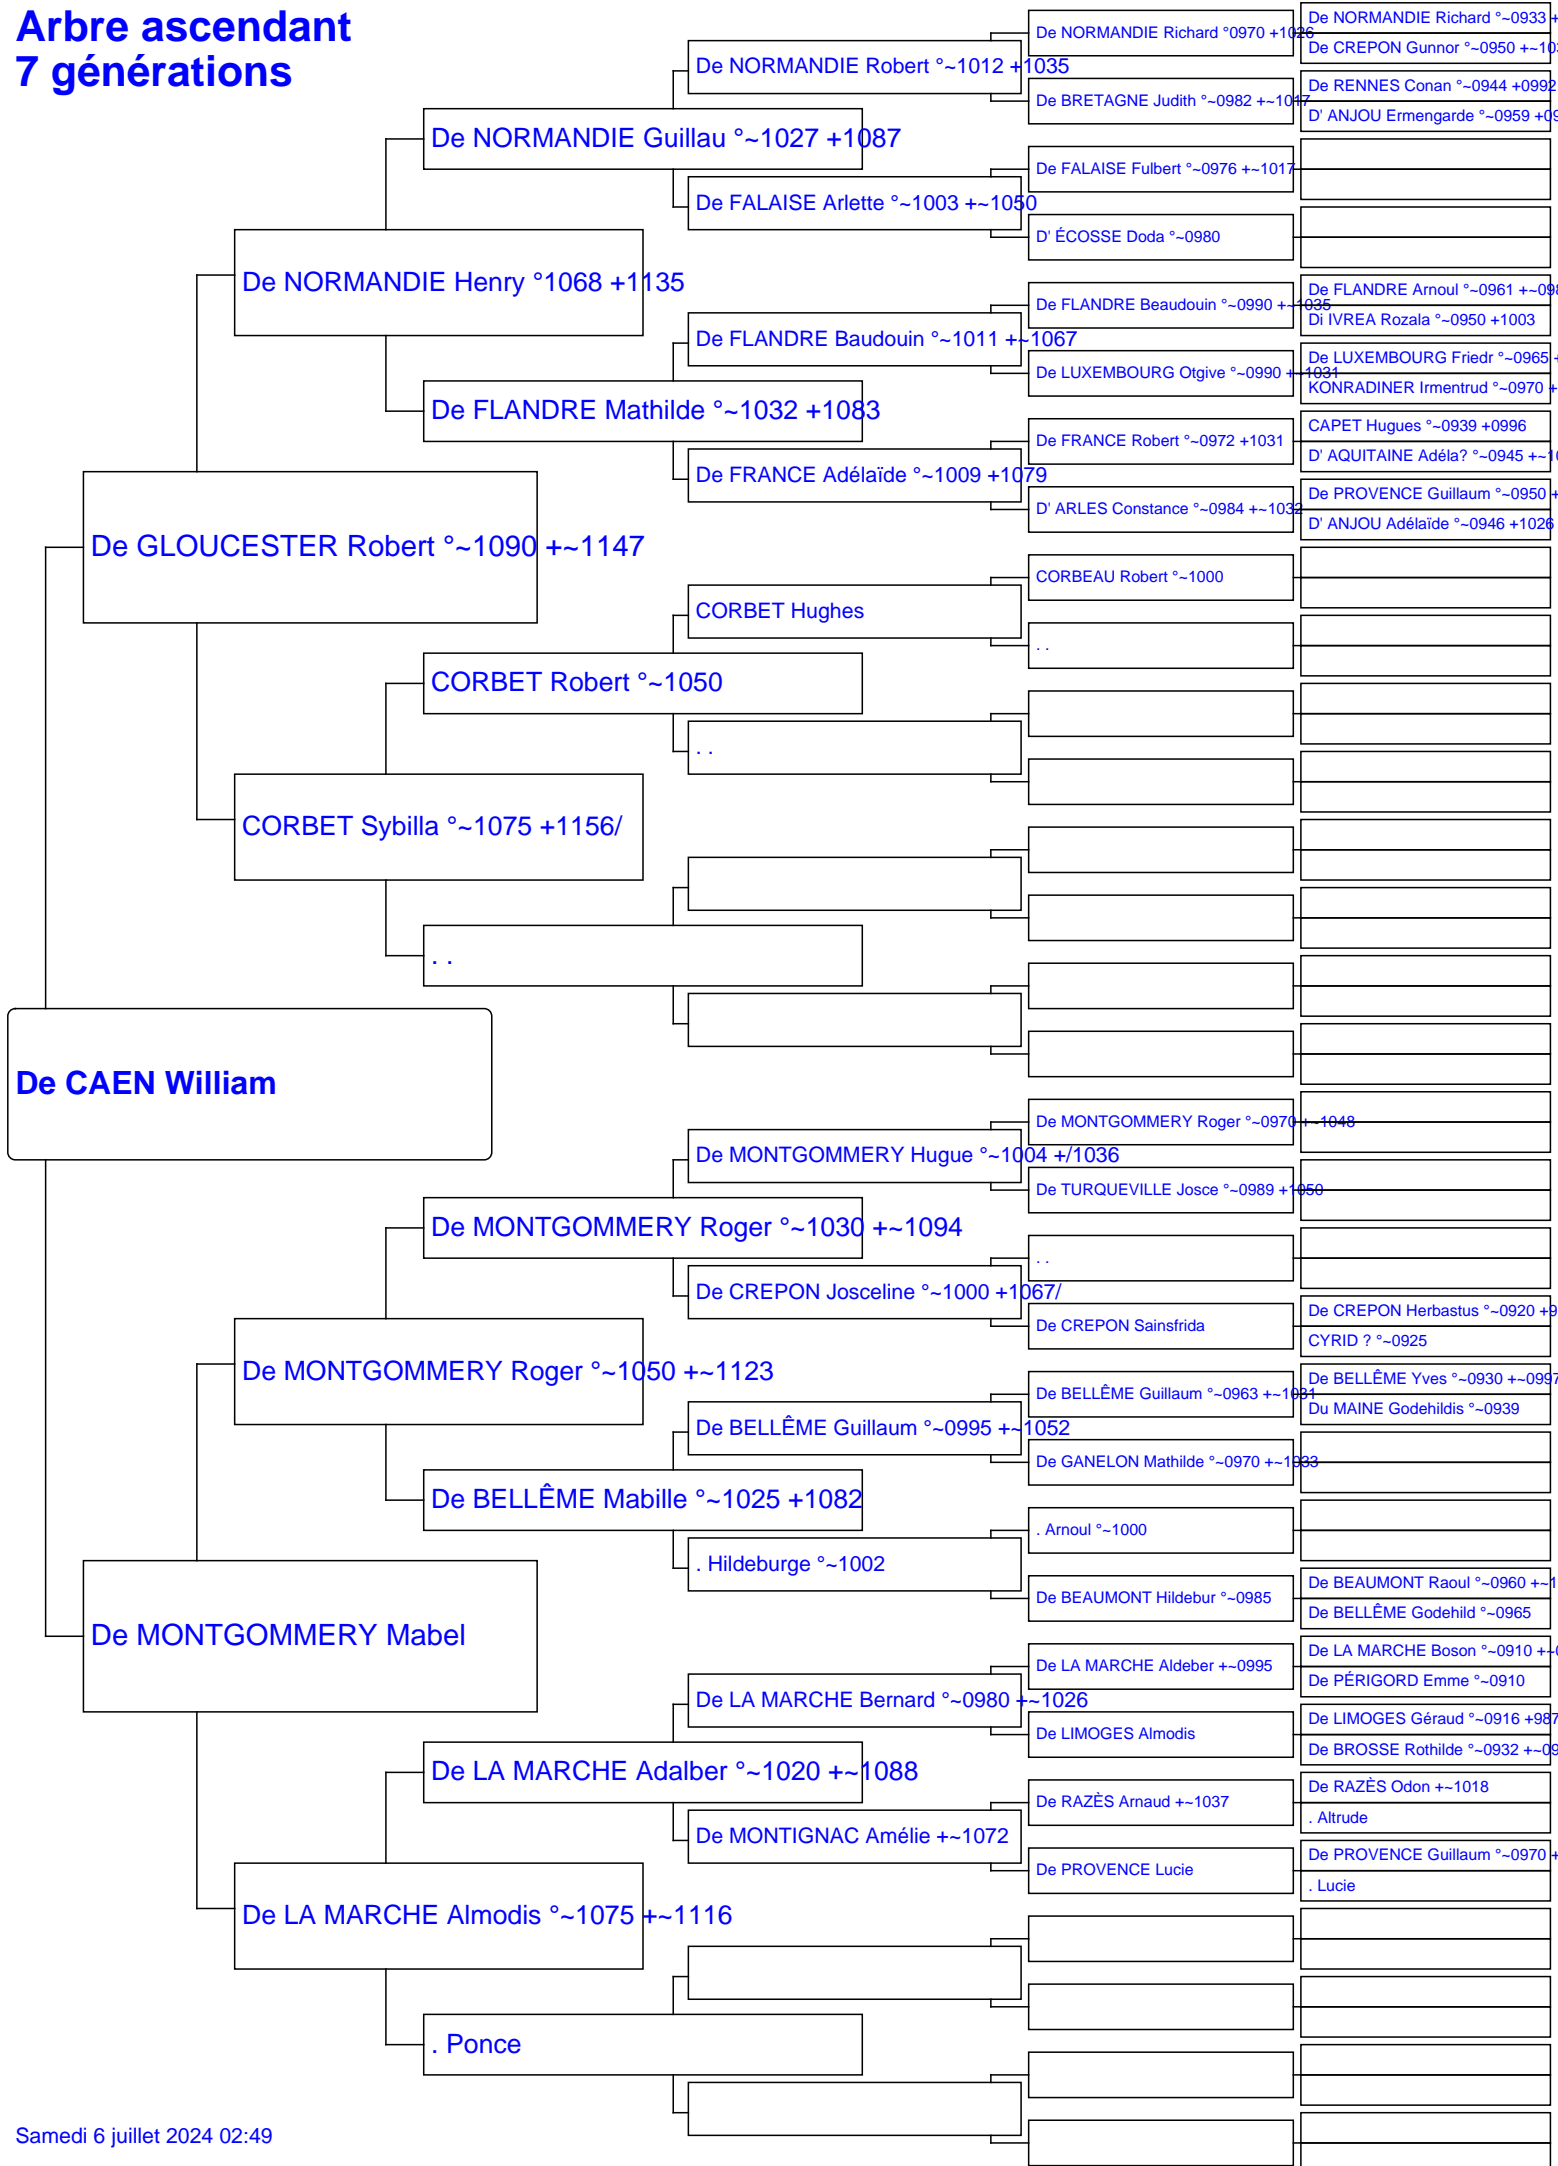 Arbre ascendant
7 générations
De CAEN William
De GLOUCESTER Robert °~1090 +~1147
De MONTGOMMERY Mabel
De NORMANDIE Henry °1068 +1135
CORBET Sybilla °~1075 +1156/
De MONTGOMMERY Roger °~1050 +~1123
De LA MARCHE Almodis °~1075 +~1116
De NORMANDIE Guillau °~1027 +1087
De FLANDRE Mathilde °~1032 +1083
CORBET Robert °~1050
. .
De MONTGOMMERY Roger °~1030 +~1094
De BELLÊME Mabille °~1025 +1082
De LA MARCHE Adalber °~1020 +~1088
. Ponce
De NORMANDIE Robert °~1012 +1035
De FALAISE Arlette °~1003 +~1050
De FLANDRE Baudouin °~1011 +~1067
De FRANCE Adélaïde °~1009 +1079
CORBET Hughes
. .
De MONTGOMMERY Hugue °~1004 +/1036
De CREPON Josceline °~1000 +1067/
De BELLÊME Guillaum °~0995 +~1052
. Hildeburge °~1002
De LA MARCHE Bernard °~0980 +~1026
De MONTIGNAC Amélie +~1072
De NORMANDIE Richard °0970 +1026
De BRETAGNE Judith °~0982 +~1017
De FALAISE Fulbert °~0976 +~1017
D' ÉCOSSE Doda °~0980
De FLANDRE Beaudouin °~0990 +~1035
De LUXEMBOURG Otgive °~0990 +~1031
De FRANCE Robert °~0972 +1031
D' ARLES Constance °~0984 +~1032
CORBEAU Robert °~1000
. .
De MONTGOMMERY Roger °~0970 +~1048
De TURQUEVILLE Josce °~0989 +1050
. .
De CREPON Sainsfrida
De BELLÊME Guillaum °~0963 +~1031
De GANELON Mathilde °~0970 +~1033
. Arnoul °~1000
De BEAUMONT Hildebur °~0985
De LA MARCHE Aldeber +~0995
De LIMOGES Almodis
De RAZÈS Arnaud +~1037
De PROVENCE Lucie
De NORMANDIE Richard °~0933 +
De CREPON Gunnor °~0950 +~103
De RENNES Conan °~0944 +0992
D' ANJOU Ermengarde °~0959 +09
De FLANDRE Arnoul °~0961 +~098
Di IVREA Rozala °~0950 +1003
De LUXEMBOURG Friedr °~0965 +
KONRADINER Irmentrud °~0970 +
CAPET Hugues °~0939 +0996
D' AQUITAINE Adéla? °~0945 +~10
De PROVENCE Guillaum °~0950 +
D' ANJOU Adélaïde °~0946 +1026
De CREPON Herbastus °~0920 +9
CYRID ? °~0925
De BELLÊME Yves °~0930 +~0997
Du MAINE Godehildis °~0939
De BEAUMONT Raoul °~0960 +~1
De BELLÊME Godehild °~0965
De LA MARCHE Boson °~0910 +~0
De PÉRIGORD Emme °~0910
De LIMOGES Géraud °~0916 +987
De BROSSE Rothilde °~0932 +~09
De RAZÈS Odon +~1018
. Altrude
De PROVENCE Guillaum °~0970 +
. Lucie
Samedi 6 juillet 2024 02:49